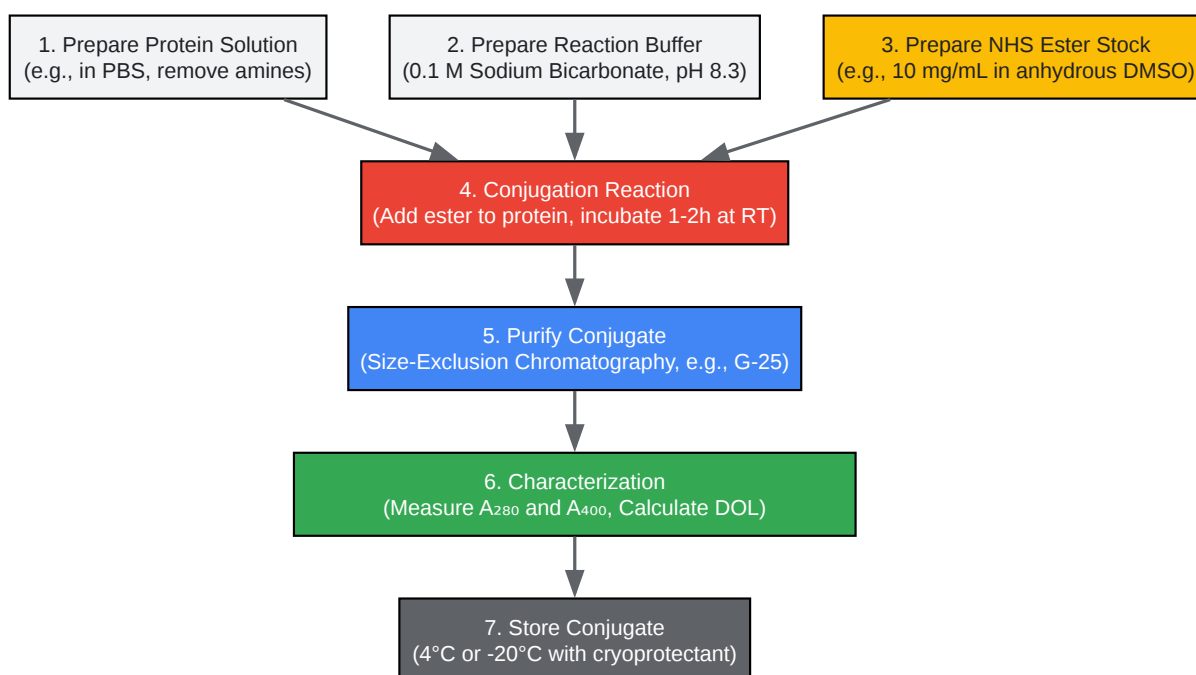 1. Prepare Protein Solution
(e.g., in PBS, remove amines)
2. Prepare Reaction Buffer
(0.1 M Sodium Bicarbonate, pH 8.3)
3. Prepare NHS Ester Stock
(e.g., 10 mg/mL in anhydrous DMSO)
4. Conjugation Reaction
(Add ester to protein, incubate 1-2h at RT)
5. Purify Conjugate
(Size-Exclusion Chromatography, e.g., G-25)
6. Characterization
(Measure A₂₈₀ and A₄₀₀, Calculate DOL)
7. Store Conjugate
(4°C or -20°C with cryoprotectant)